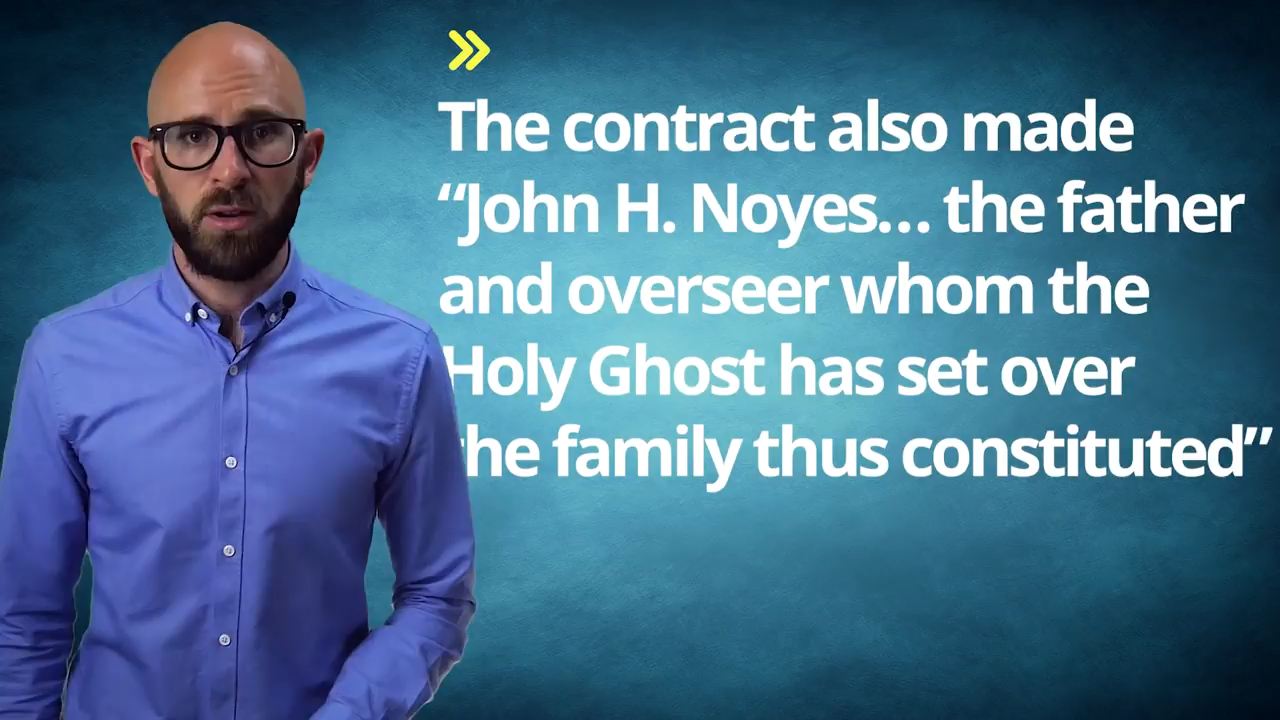 The contract also made
“John H. Noyes... the father
and overseer whom the
Holy Ghost has set over
the family thus constituted”